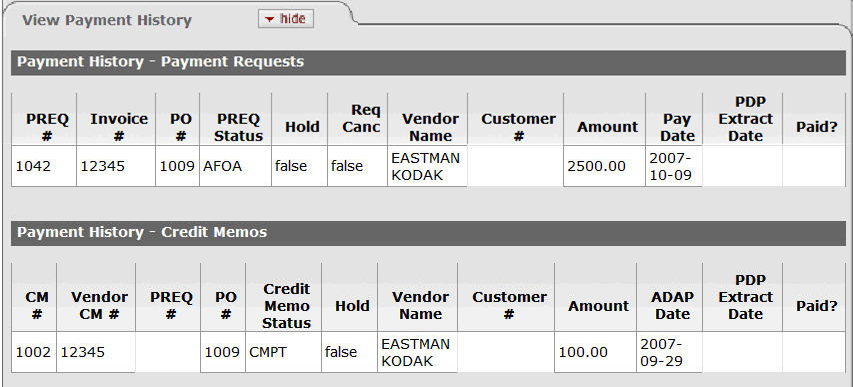 View Payment History
hide
Payment History - Payment Requests
PREQ # Invoice # PO # PREQ Status Hold Req Canc Vendor Name Customer # Amount Pay Date PDP Extract Date Paid?
1042 12345 1009 AFOA false false EASTMAN KODAK 2500.00 2007-10-09
Payment History - Credit Memos
CM # Vendor CM # PREQ # PO # Credit Memo Status Hold Vendor Name Customer # Amount ADAP Date PDP Extract Date Paid?
1002 12345 1009 CMPT false EASTMAN KODAK 100.00 2007-09-29